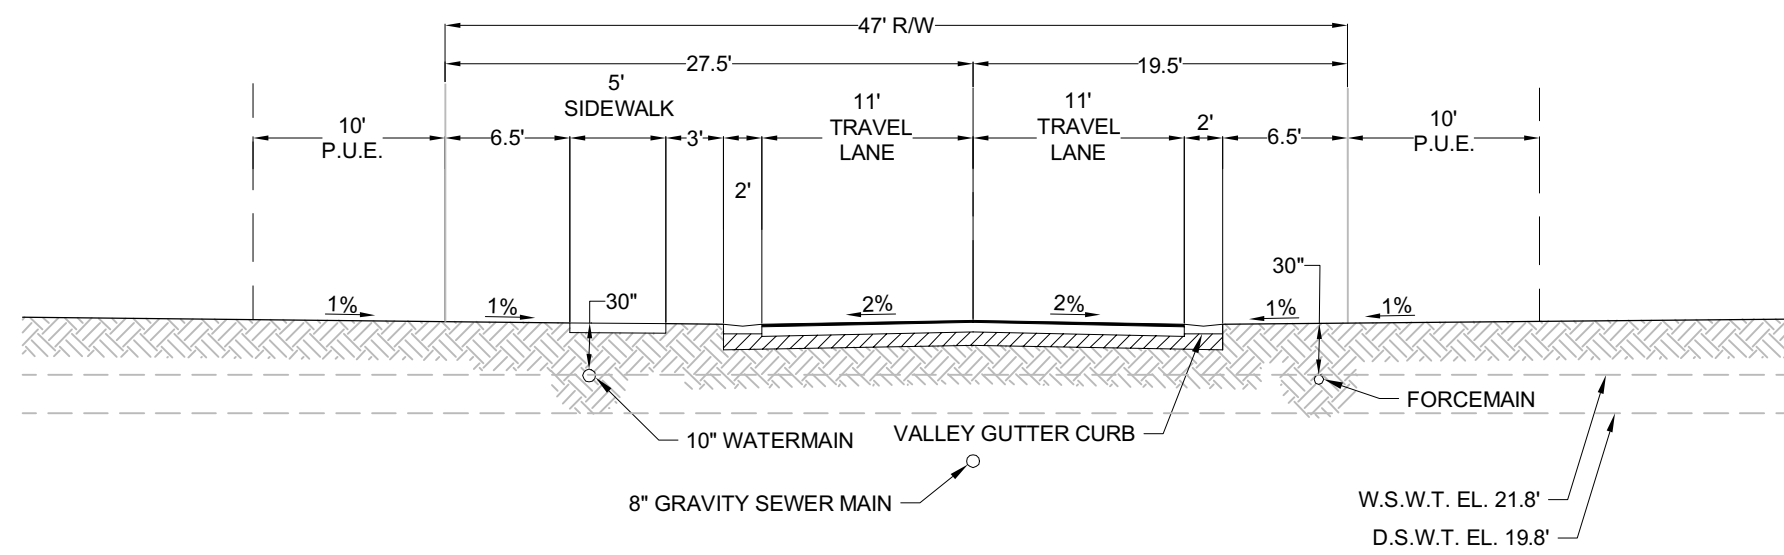 47' R/W
27.5'
19.5'
5'
SIDEWALK
10'
P.U.E.
6.5'
3'
2'
11'
TRAVEL
LANE
11'
TRAVEL
LANE
2'
6.5'
10'
P.U.E.
1%
1%
30"
2%
2%
1%
30"
1%
10" WATERMAIN
VALLEY GUTTER CURB
FORCEMAIN
8" GRAVITY SEWER MAIN
W.S.W.T. EL. 21.8'
D.S.W.T. EL. 19.8'